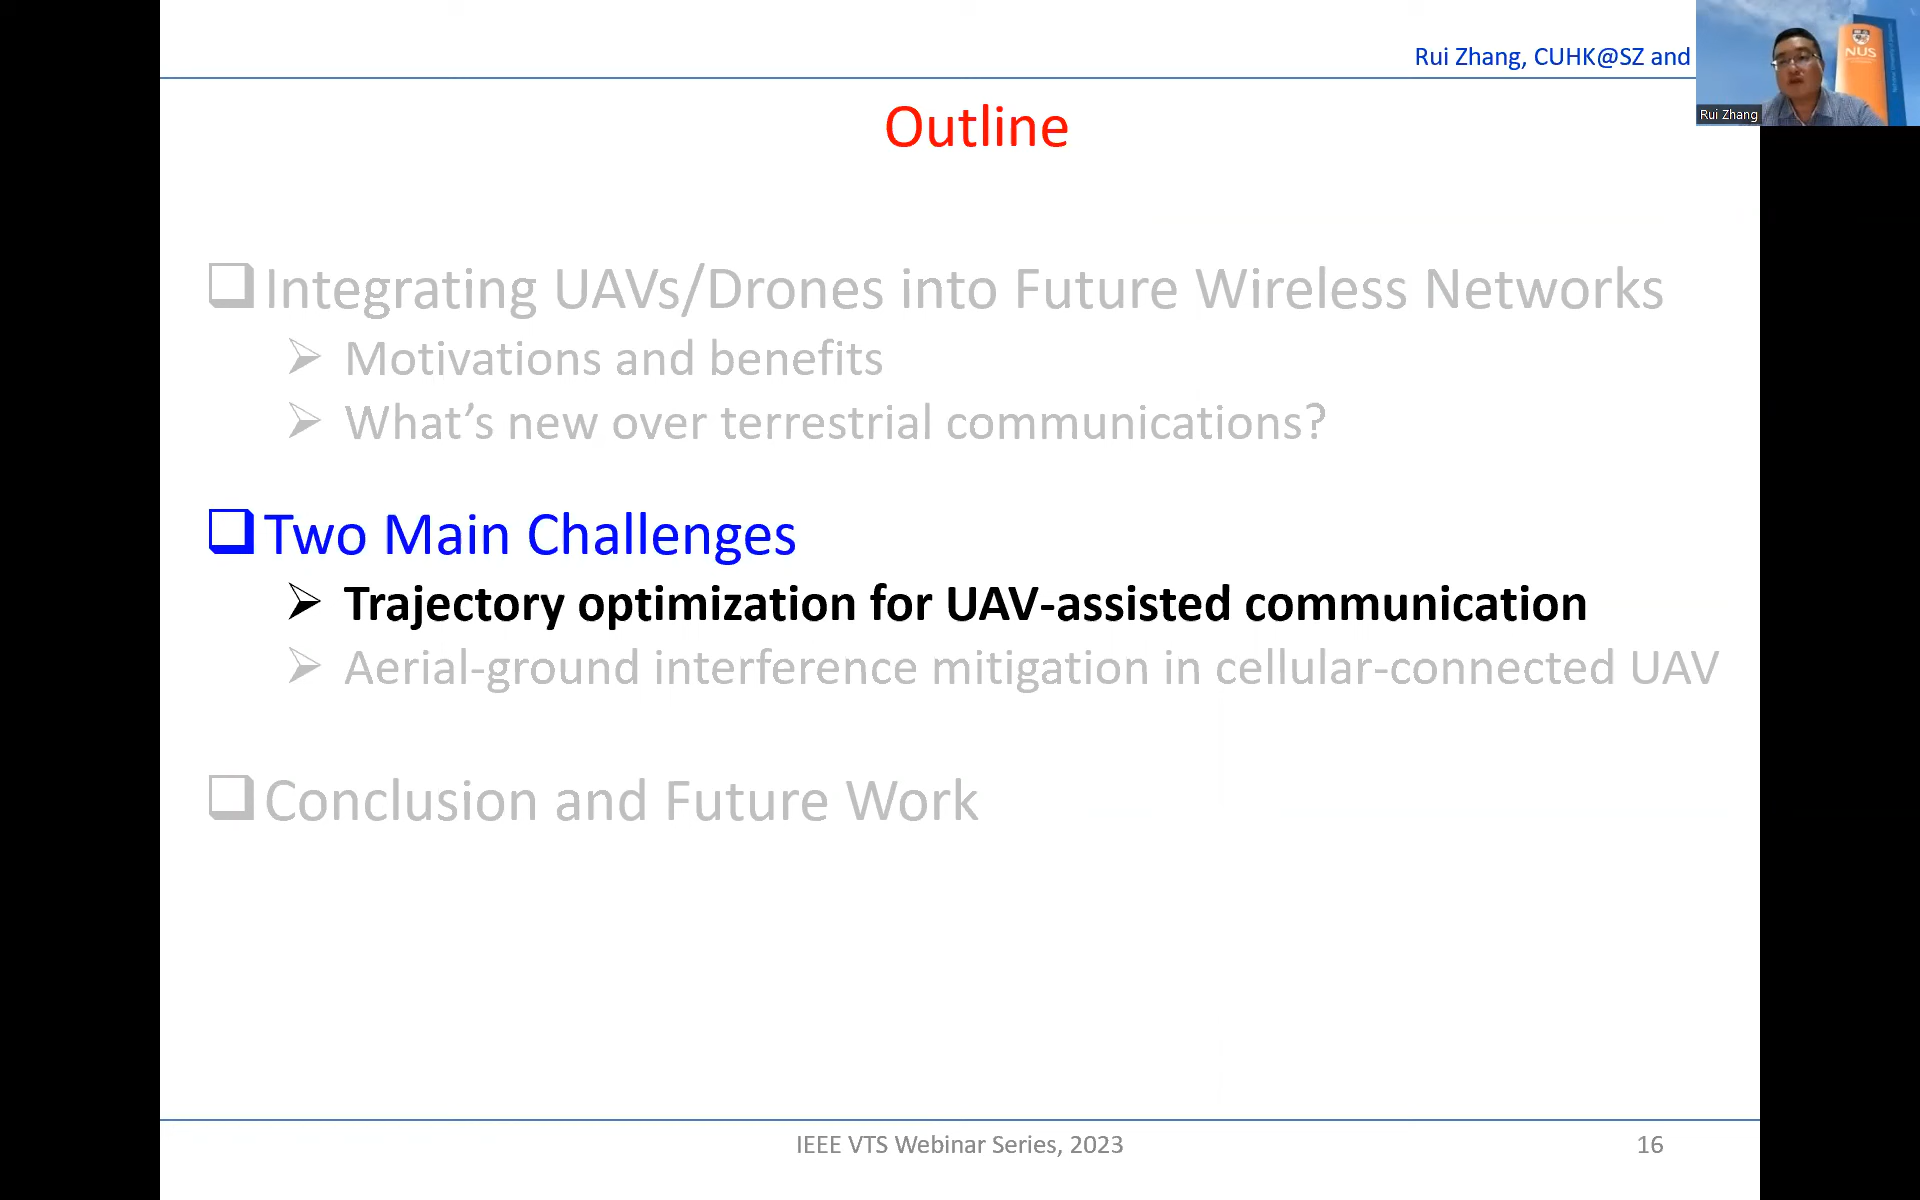 Rui Zhang, CUHK@SZ and
NUS
Rui Zhang
Outline
Integrating UAVs/Drones into Future Wireless Networks
Motivations and benefits
What’s new over terrestrial communications?
Two Main Challenges
Trajectory optimization for UAV-assisted communication
Aerial-ground interference mitigation in cellular-connected UAV
Conclusion and Future Work
IEEE VTS Webinar Series, 2023
16